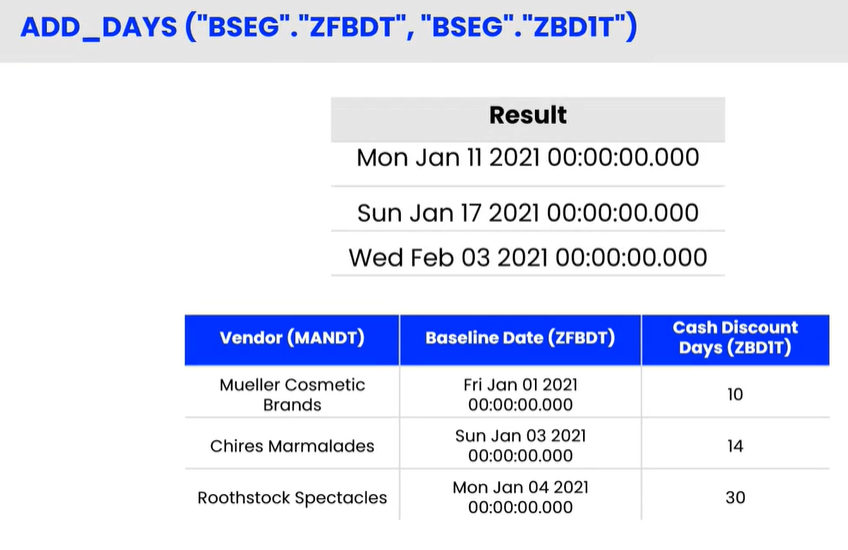 ADD_DAYS ("BSEG"."ZFBDT", "BSEG"."ZBD1T")
Result
Mon Jan 11 2021 00:00:00.000
Sun Jan 17 2021 00:00:00.000
Wed Feb 03 2021 00:00:00.000
Vendor (MANDT) Baseline Date (ZFBDT) Cash Discount
Days (ZBD1T)
Mueller Cosmetic
Brands
Fri Jan 01 2021
00:00:00.000
10
Chires Marmalades
Sun Jan 03 2021
00:00:00.000
14
Roothstock Spectacles
Mon Jan 04 2021
00:00:00.000
30